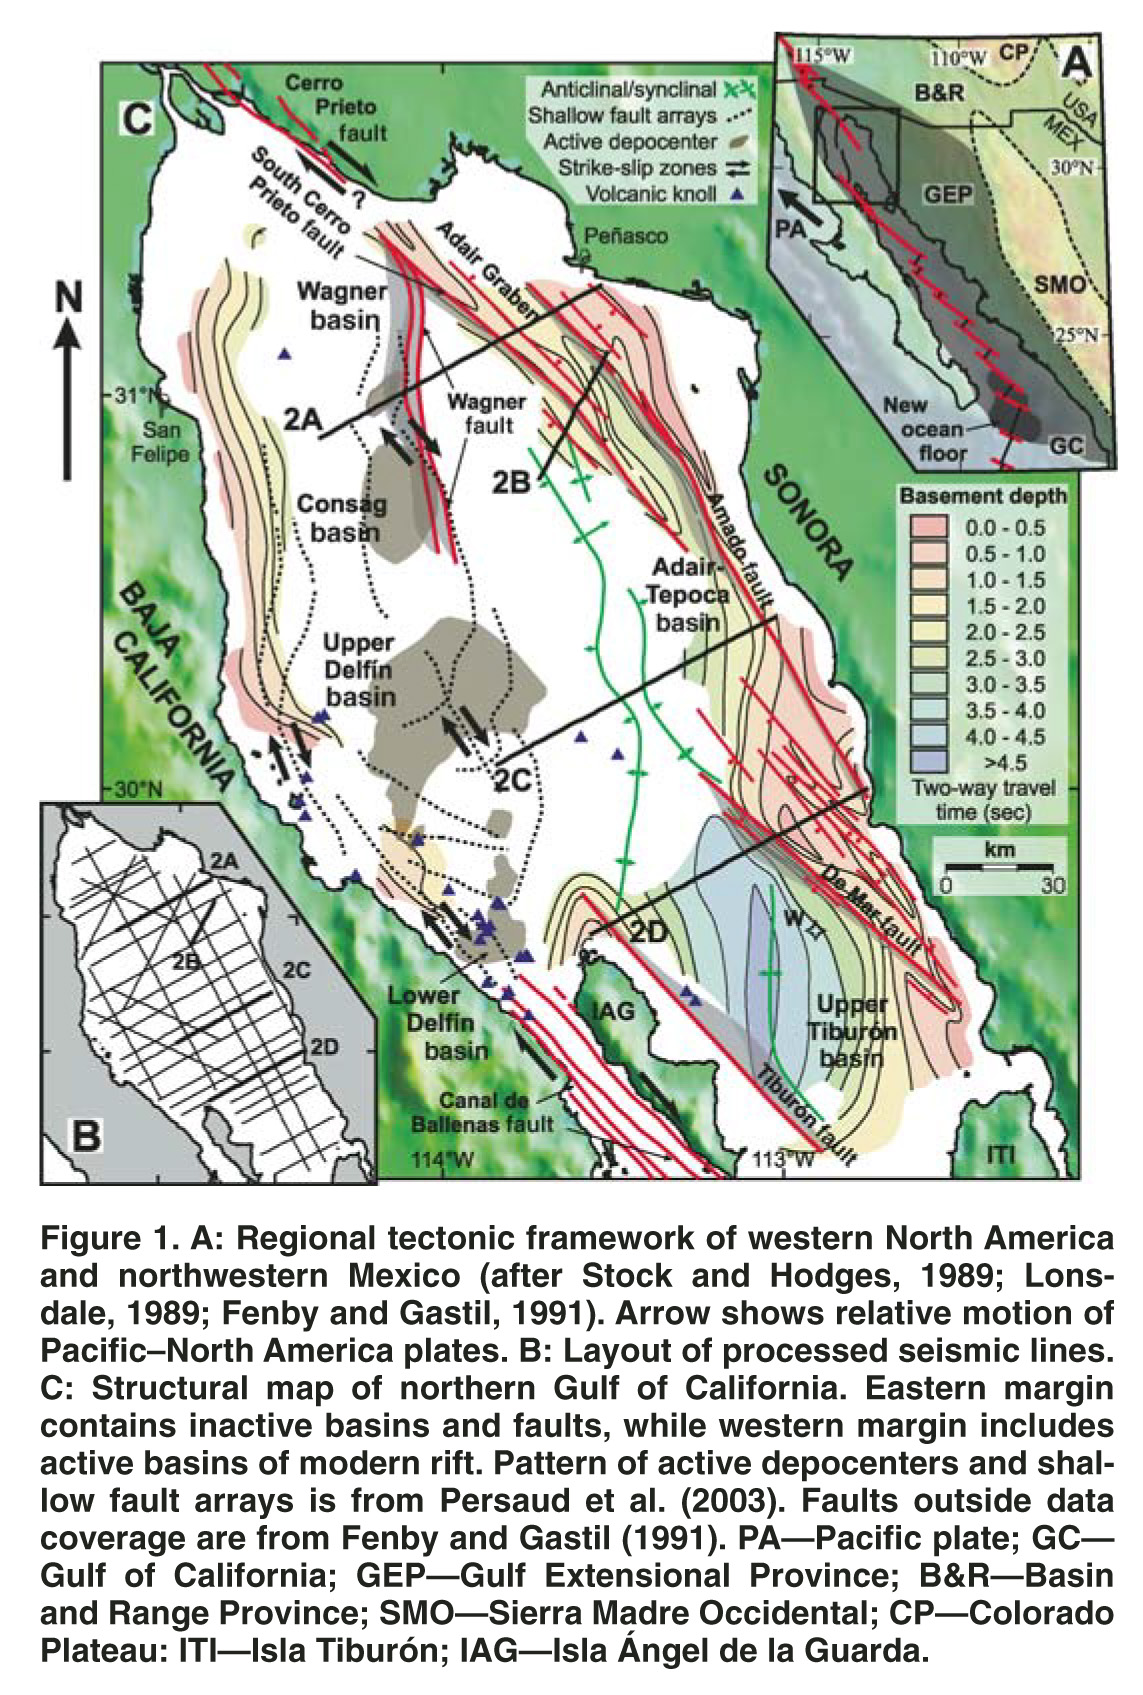 A
115°W
110°W
CP
B&R
USA
MEX
30°N
GEP
PA
SMO
25°N
New
ocean
floor
GC
C
Cerro
Prieto
fault
Anticlinal/synclinal
Shallow fault arrays
Active depocenter
Strike-slip zones
Volcanic knoll
South Cerro
Prieto fault
?
Adair Graben
Peñasco
N
Wagner
basin
31°N
San
Felipe
2A
Wagner
fault
2B
Consag
basin
SONORA
Amado fault
Adair-
Tepoca
basin
Basement depth
0.0 - 0.5
0.5 - 1.0
1.0 - 1.5
1.5 - 2.0
2.0 - 2.5
2.5 - 3.0
3.0 - 3.5
3.5 - 4.0
4.0 - 4.5
>4.5
Two-way travel
time (sec)
km
0 30
BAJA
CALIFORNIA
Upper
Delfín
basin
2C
30°N
De Mar fault
2D
W
IAG
Upper
Tiburón
basin
Lower
Delfín
basin
Tiburón fault
Canal de
Ballenas fault
114°W
113°W
ITI
2A
2B
2C
2D
B
Figure 1. A: Regional tectonic framework of western North America
and northwestern Mexico (after Stock and Hodges, 1989; Lons-
dale, 1989; Fenby and Gastil, 1991). Arrow shows relative motion of
Pacific–North America plates. B: Layout of processed seismic lines.
C: Structural map of northern Gulf of California. Eastern margin
contains inactive basins and faults, while western margin includes
active basins of modern rift. Pattern of active depocenters and shal-
low fault arrays is from Persaud et al. (2003). Faults outside data
coverage are from Fenby and Gastil (1991). PA—Pacific plate; GC—
Gulf of California; GEP—Gulf Extensional Province; B&R—Basin
and Range Province; SMO—Sierra Madre Occidental; CP—Colorado
Plateau: ITI—Isla Tiburón; IAG—Isla Ángel de la Guarda.